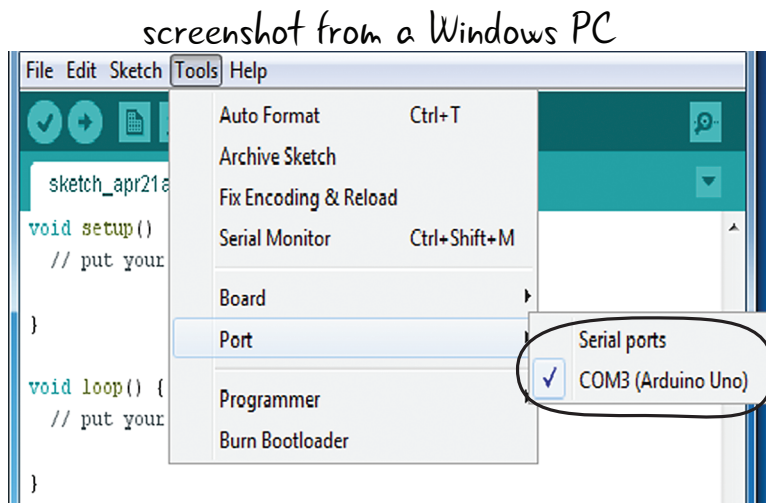 screenshot from a Windows PC
File Edit Sketch Tools Help
Auto Format Ctrl+T
Archive Sketch
Fix Encoding & Reload
Serial Monitor Ctrl+Shift+M
Board
Port
Programmer
Burn Bootloader
Serial ports
✓ COM3 (Arduino Uno)
sketch_apr21a
void setup()
// put your
}
void loop() {
// put your
}